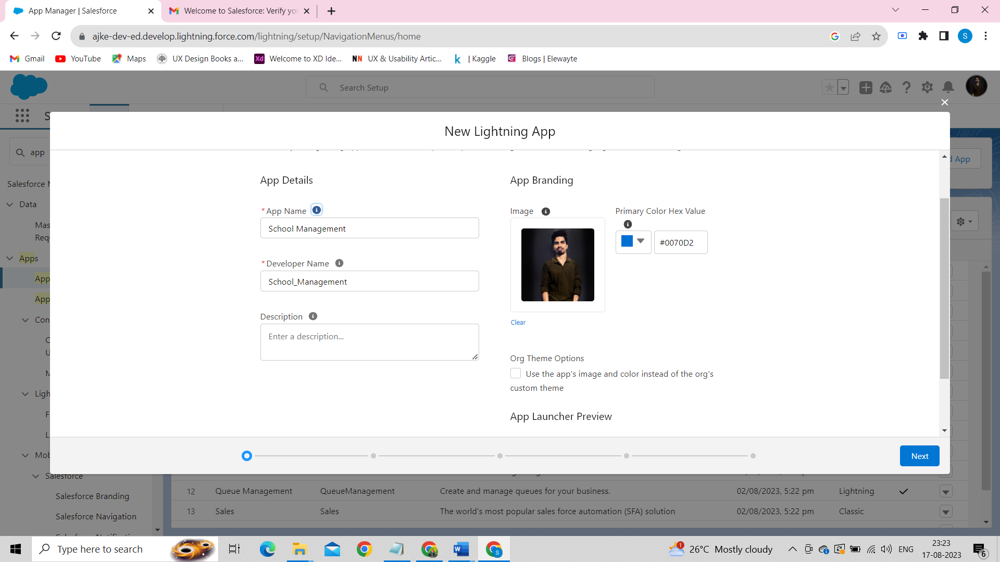 App Manager | Salesforce
Welcome to Salesforce: Verify yo
ajke-dev-ed.develop.lightning.force.com/lightning/setup/NavigationMenus/home
S
Gmail
YouTube
Maps
UX Design Books a...
Xd
Welcome to XD Ide...
NN
UX & Usability Artic...
| Kaggle
Blogs | Elewayte
Search Setup
S
New Lightning App
app
d App
Salesforce M
Data
Mas
Req
Apps
App
App
Con
C
U
M
Ligh
F
L
Mob
Salesforce
Salesforce Branding
Salesforce Navigation
App Details
*App Name
School Management
*Developer Name
School_Management
Description
Enter a description...
App Branding
Image
Clear
Primary Color Hex Value
#0070D2
Org Theme Options
Use the app's image and color instead of the org's
custom theme
App Launcher Preview
Next
12 Queue Management QueueManagement Create and manage queues for your business. 02/08/2023, 5:22 pm Lightning
13 Sales Sales The world's most popular sales force automation (SFA) solution 02/08/2023, 5:22 pm Classic
Type here to search
26°C Mostly cloudy
ENG
23:23
17-08-2023
6